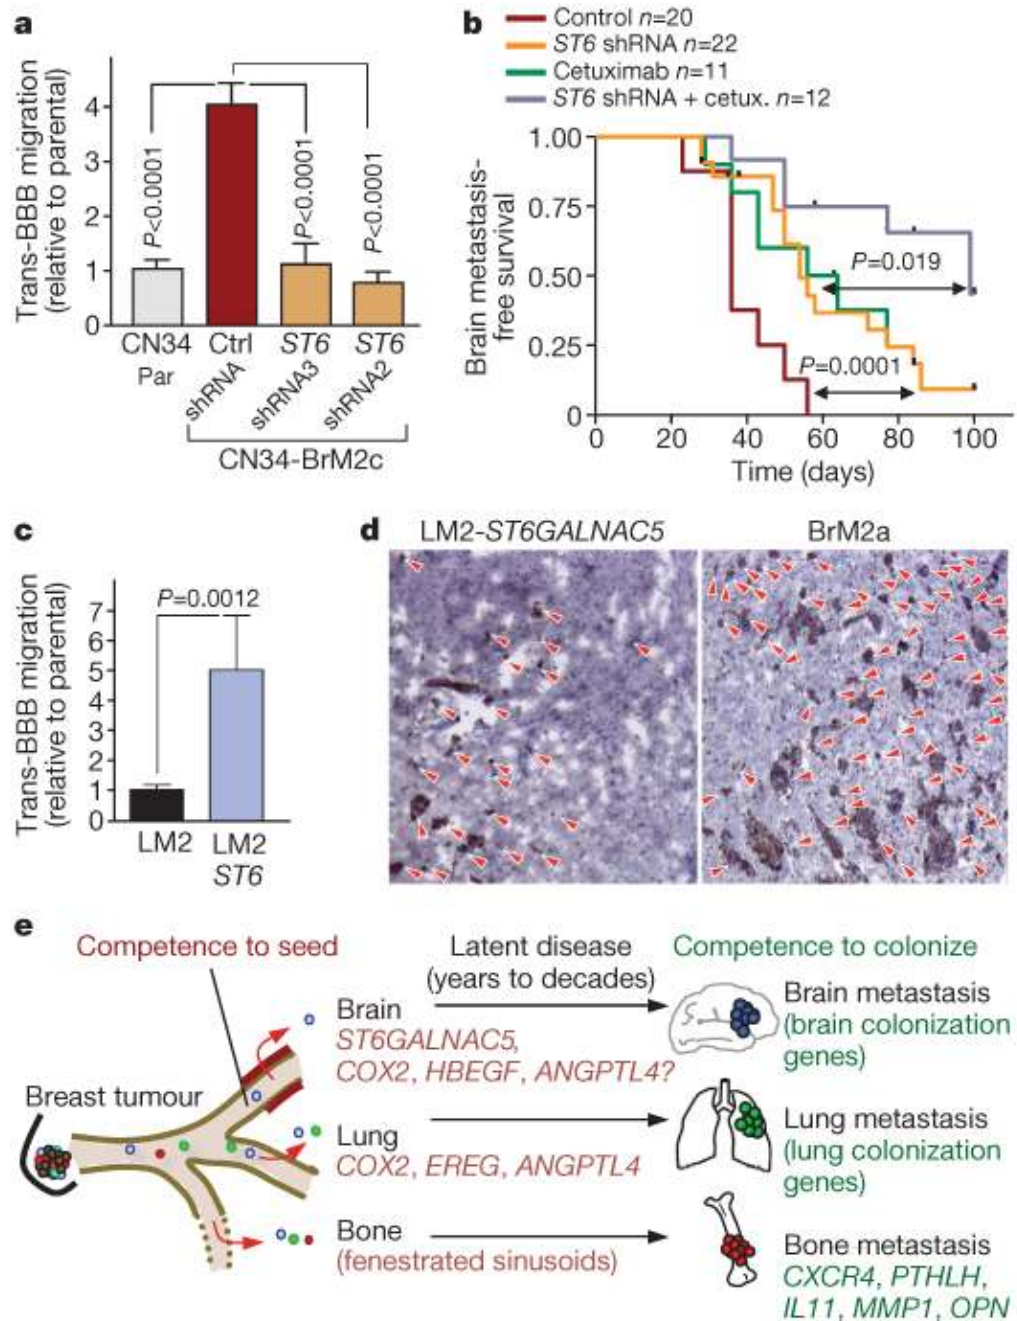 a
Trans-BBB migration
(relative to parental)
4
3
2
1
0
P<0.0001
P<0.0001
P<0.0001
CN34
Par
Ctrl
shRNA
ST6
shRNA3
ST6
shRNA2
CN34-BrM2c
b
Control n=20
ST6 shRNA n=22
Cetuximab n=11
ST6 shRNA + cetux. n=12
Brain metastasis-
free survival
1.00
0.75
0.50
0.25
0
P=0.019
P=0.0001
0 20 40 60 80 100
Time (days)
c
Trans-BBB migration
(relative to parental)
7
6
5
4
3
2
1
0
P=0.0012
LM2
LM2
ST6
d
LM2-ST6GALNAC5
BrM2a
e
Competence to seed
Latent disease
(years to decades)
Competence to colonize
Breast tumour
Brain
ST6GALNAC5,
COX2, HBEGF, ANGPTL4?
Brain metastasis
(brain colonization
genes)
Lung
COX2, EREG, ANGPTL4
Lung metastasis
(lung colonization
genes)
Bone
(fenestrated sinusoids)
Bone metastasis
CXCR4, PTHLH,
IL11, MMP1, OPN